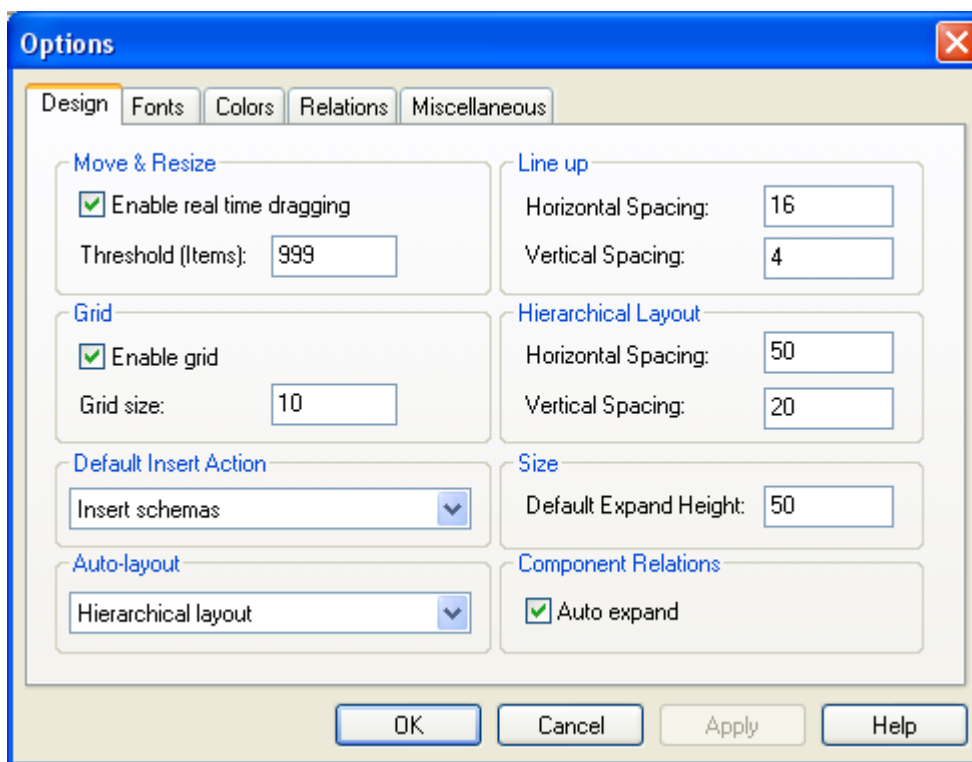 Options
Design Fonts Colors Relations Miscellaneous
Move & Resize
Enable real time dragging
Threshold (Items): 999
Line up
Horizontal Spacing: 16
Vertical Spacing: 4
Grid
Enable grid
Grid size: 10
Hierarchical Layout
Horizontal Spacing: 50
Vertical Spacing: 20
Default Insert Action
Insert schemas
Size
Default Expand Height: 50
Auto-layout
Hierarchical layout
Component Relations
Auto expand
OK Cancel Apply Help